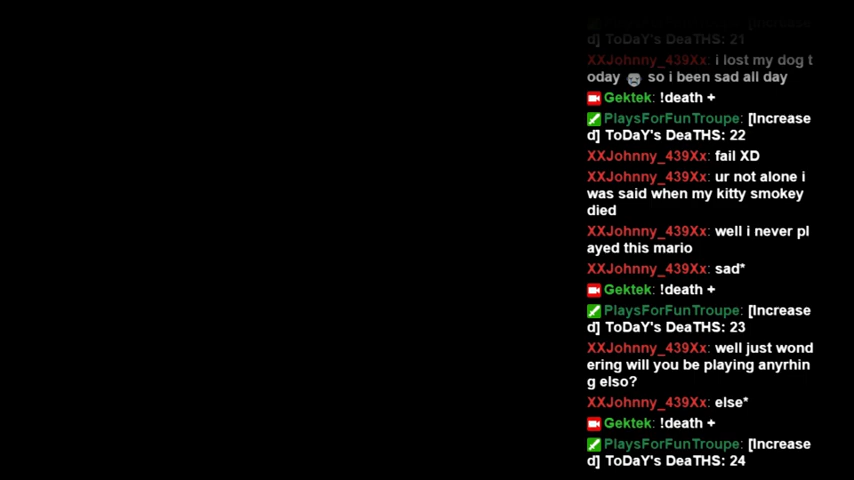 [Increase
d] ToDaY's DeaTHS: 21
XXJohnny_439Xx: i lost my dog t
oday so i been sad all day
Gektek: !death +
PlaysForFunTroupe: [Increase
d] ToDaY's DeaTHS: 22
XXJohnny_439Xx: fail XD
XXJohnny_439Xx: ur not alone i
was said when my kitty smokey
died
XXJohnny_439Xx: well i never pl
ayed this mario
XXJohnny_439Xx: sad*
Gektek: !death +
PlaysForFunTroupe: [Increase
d] ToDaY's DeaTHS: 23
XXJohnny_439Xx: well just wond
ering will you be playing anyrhin
g elso?
XXJohnny_439Xx: else*
Gektek: !death +
PlaysForFunTroupe: [Increase
d] ToDaY's DeaTHS: 24